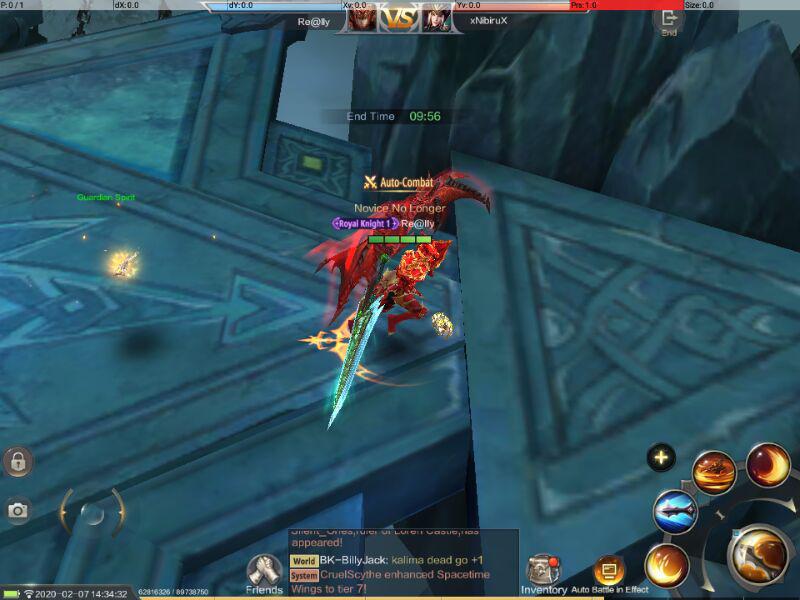 P: 0 / 1 dX: 0.0 dY: 0.0 Xv: 0.0 Yv: 0.0 Prs: 1.0 Size: 0.0
Re@lly VS xNibiruX
End
End Time 09:56
Auto-Combat
Guardian Spirit
Novice No Longer
Royal Knight 1 Re@lly
Silent_Ones,ruler of Loren Castle,has
appeared!
World BK-BillyJack: kalima dead go +1
System CruelScythe enhanced Spacetime
Wings to tier 7!
Friends
Inventory
Auto Battle in Effect
2020-02-07 14:34:32 62816326 / 89738750